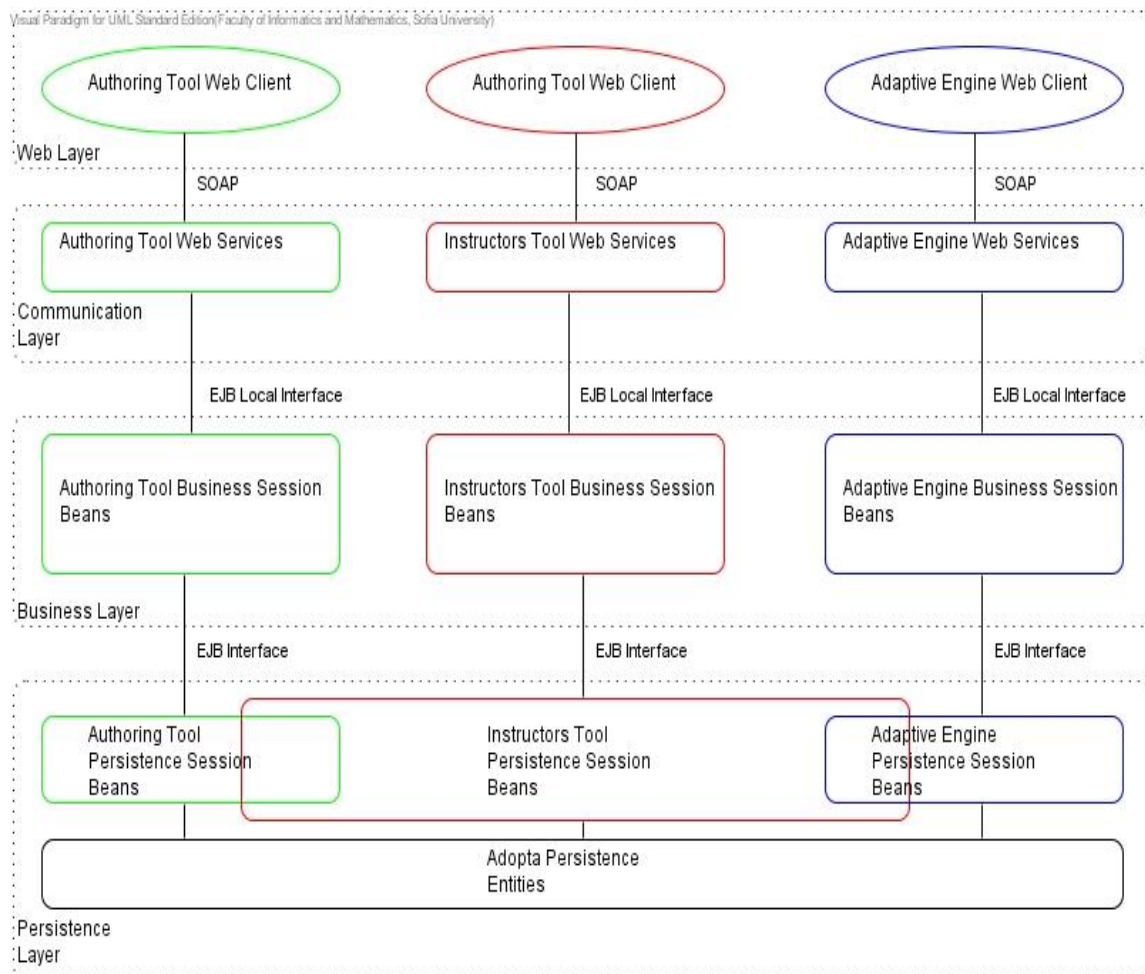 Visual Paradigm for UML Standard Edition(Faculty of Informatics and Mathematics, Sofia University)
Authoring Tool Web Client
Authoring Tool Web Client
Adaptive Engine Web Client
Web Layer
SOAP
SOAP
SOAP
Authoring Tool Web Services
Instructors Tool Web Services
Adaptive Engine Web Services
Communication
Layer
EJB Local Interface
EJB Local Interface
EJB Local Interface
Authoring Tool Business Session
Beans
Instructors Tool Business Session
Beans
Adaptive Engine Business Session
Beans
Business Layer
EJB Interface
EJB Interface
EJB Interface
Authoring Tool
Persistence Session
Beans
Instructors Tool
Persistence Session
Beans
Adaptive Engine
Persistence Session
Beans
Adopta Persistence
Entities
Persistence
Layer